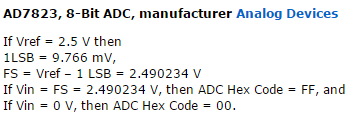 AD7823, 8-Bit ADC, manufacturer Analog Devices
If Vref = 2.5 V then
1LSB = 9.766 mV,
FS = Vref – 1 LSB = 2.490234 V
If Vin = FS = 2.490234 V, then ADC Hex Code = FF, and
If Vin = 0 V, then ADC Hex Code = 00.